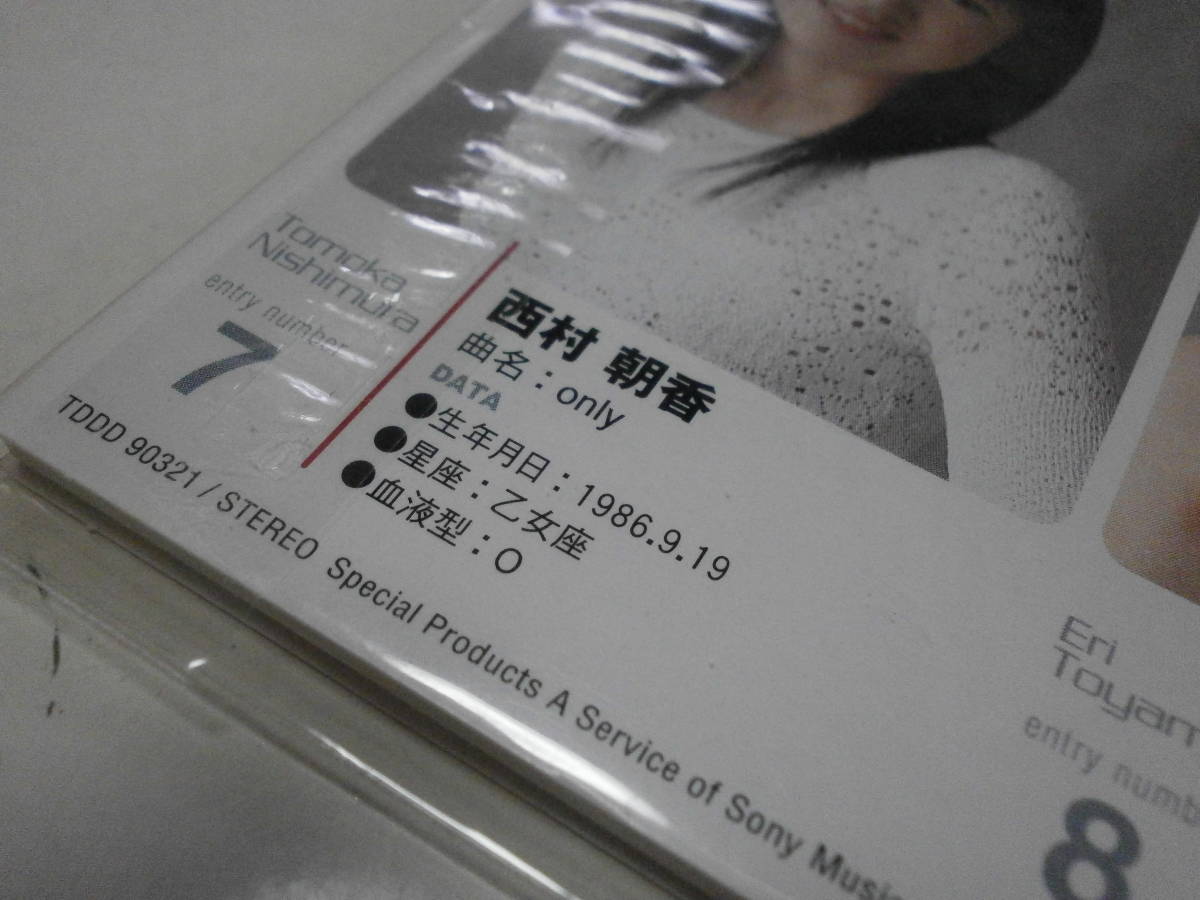 Tomoka
Nishimura
entry number
7
西村 朝香
曲名：only
DATA
●生年月日：1986.9.19
●星座：乙女座
●血液型：O
TDDD 90321 / STEREO Special Products A Service of Sony Music
Eri
Toyam
entry numb
8